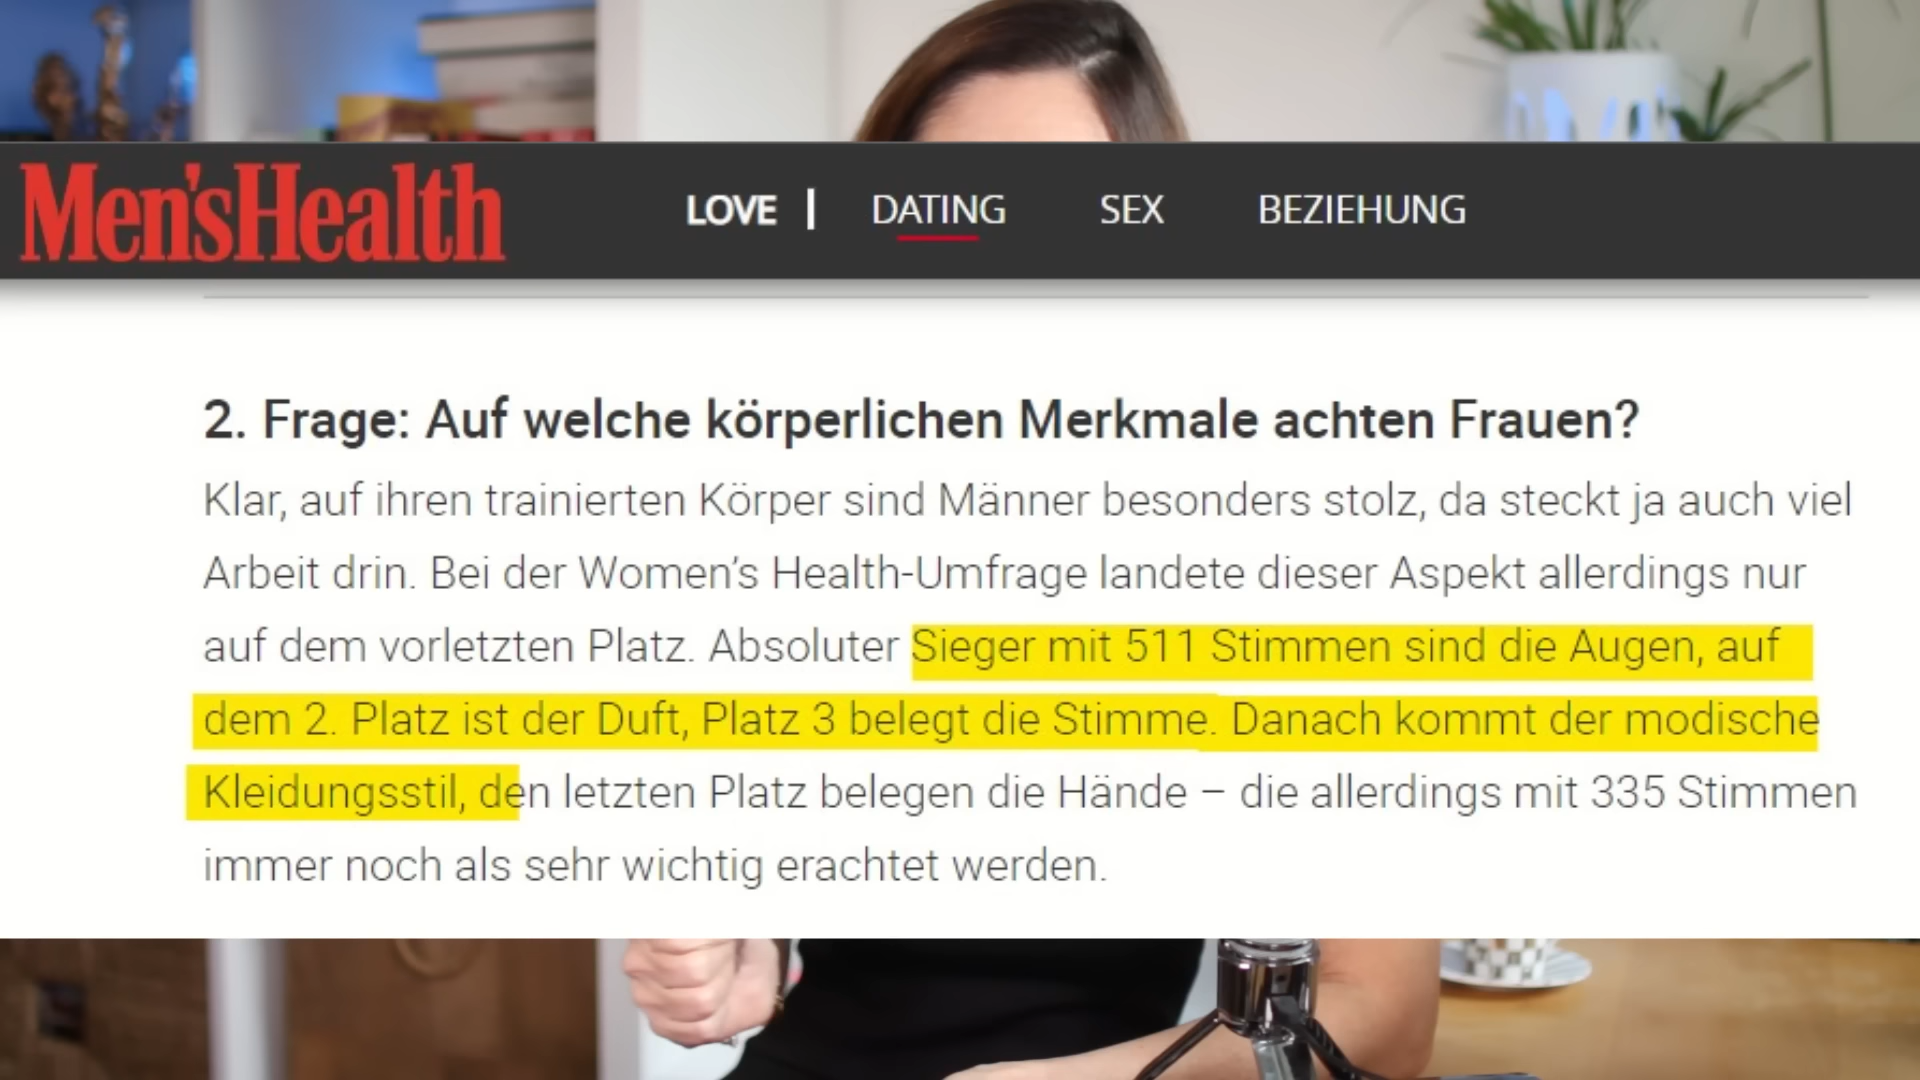 Men'sHealth
LOVE | DATING SEX BEZIEHUNG
2. Frage: Auf welche körperlichen Merkmale achten Frauen?
Klar, auf ihren trainierten Körper sind Männer besonders stolz, da steckt ja auch viel
Arbeit drin. Bei der Women’s Health-Umfrage landete dieser Aspekt allerdings nur
auf dem vorletzten Platz. Absoluter Sieger mit 511 Stimmen sind die Augen, auf
dem 2. Platz ist der Duft, Platz 3 belegt die Stimme. Danach kommt der modische
Kleidungsstil, den letzten Platz belegen die Hände – die allerdings mit 335 Stimmen
immer noch als sehr wichtig erachtet werden.